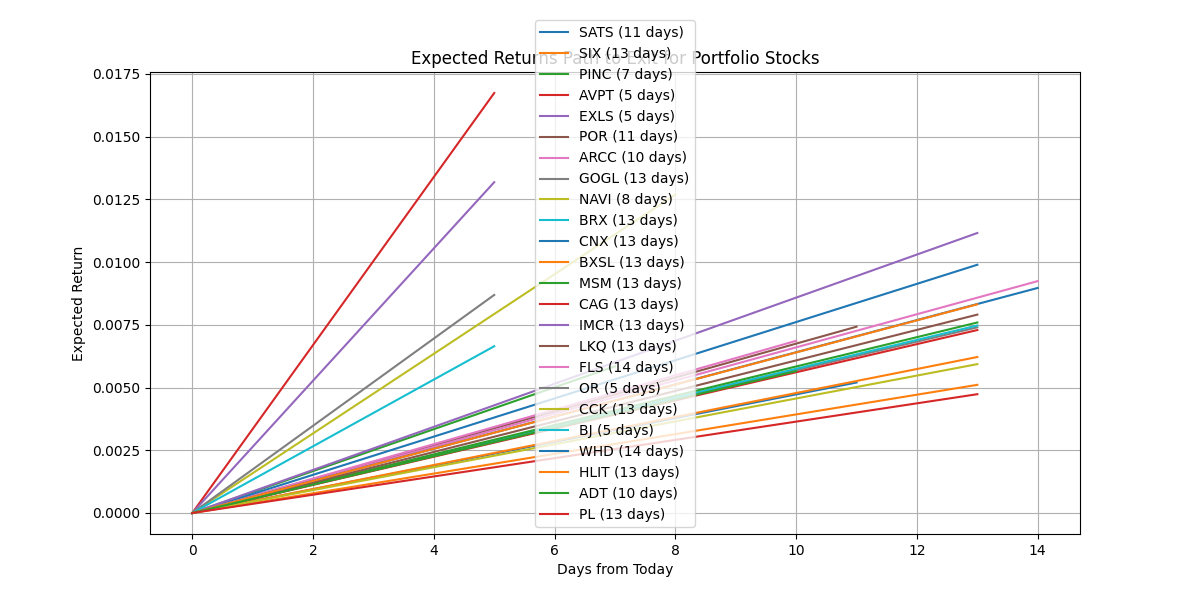 Expected Returns Path to Exit for Portfolio Stocks
SATS (11 days)
SIX (13 days)
PINC (7 days)
AVPT (5 days)
EXLS (5 days)
POR (11 days)
ARCC (10 days)
GOGL (13 days)
NAVI (8 days)
BRX (13 days)
CNX (13 days)
BXSL (13 days)
MSM (13 days)
CAG (13 days)
IMCR (13 days)
LKQ (13 days)
FLS (14 days)
OR (5 days)
CCK (13 days)
BJ (5 days)
WHD (14 days)
HLIT (13 days)
ADT (10 days)
PL (13 days)
Expected Return
0.0175
0.0150
0.0125
0.0100
0.0075
0.0050
0.0025
0.0000
0 2 4 6 8 10 12 14
Days from Today